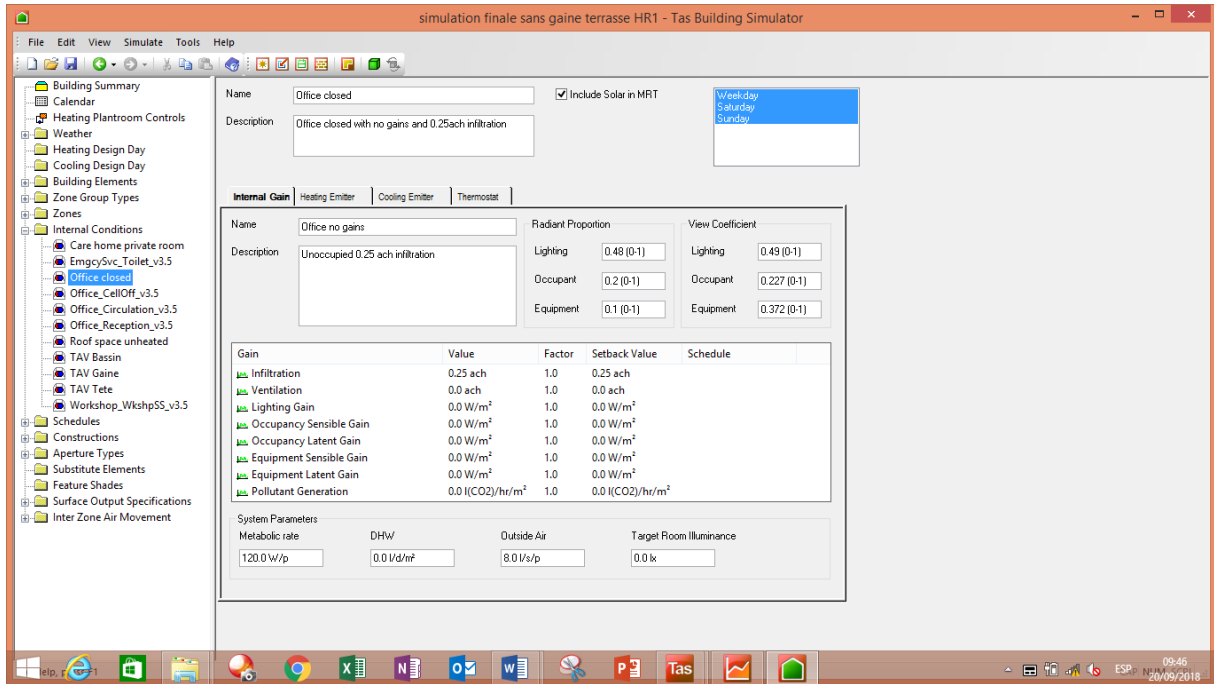 simulation finale sans gaine terrasse HR1 - Tas Building Simulator
File Edit View Simulate Tools Help
Building Summary
Calendar
Heating Plantroom Controls
Weather
Heating Design Day
Cooling Design Day
Building Elements
Zone Group Types
Zones
Internal Conditions
Care home private room
EmgcySvc_Toilet_v3.5
Office closed
Office_CellOff_v3.5
Office_Circulation_v3.5
Office_Reception_v3.5
Roof space unheated
TAV Bassin
TAV Gaine
TAV Tete
Workshop_WkshpSS_v3.5
Schedules
Constructions
Aperture Types
Substitute Elements
Feature Shades
Surface Output Specifications
Inter Zone Air Movement
Name Office closed Include Solar in MRT
Description Office closed with no gains and 0.25ach infiltration
Weekday
Saturday
Sunday
Internal Gain Heating Emitter Cooling Emitter Thermostat
Name Office no gains
Description Unoccupied 0.25 ach infiltration
Radiant Proportion
Lighting 0.48 (0-1)
Occupant 0.2 (0-1)
Equipment 0.1 (0-1)
View Coefficient
Lighting 0.49 (0-1)
Occupant 0.227 (0-1)
Equipment 0.372 (0-1)
Gain Value Factor Setback Value Schedule
Infiltration 0.25 ach 1.0 0.25 ach
Ventilation 0.0 ach 1.0 0.0 ach
Lighting Gain 0.0 W/m² 1.0 0.0 W/m²
Occupancy Sensible Gain 0.0 W/m² 1.0 0.0 W/m²
Occupancy Latent Gain 0.0 W/m² 1.0 0.0 W/m²
Equipment Sensible Gain 0.0 W/m² 1.0 0.0 W/m²
Equipment Latent Gain 0.0 W/m² 1.0 0.0 W/m²
Pollutant Generation 0.0 l(CO2)/hr/m² 1.0 0.0 l(CO2)/hr/m²
System Parameters
Metabolic rate DHW Outside Air Target Room Illuminance
120.0 W/p 0.0 l/d/m² 8.0 l/s/p 0.0 lx
Tas
ESP
09:46
20/09/2018